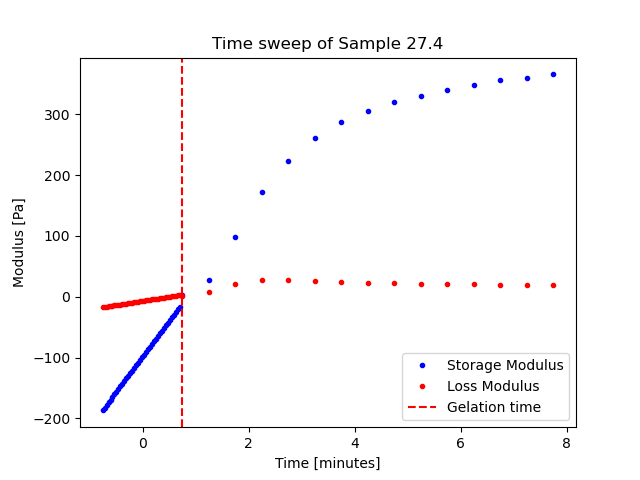 Time sweep of Sample 27.4
Modulus [Pa]
300
200
100
0
−100
−200
0 2 4 6 8
Time [minutes]
Storage Modulus
Loss Modulus
Gelation time